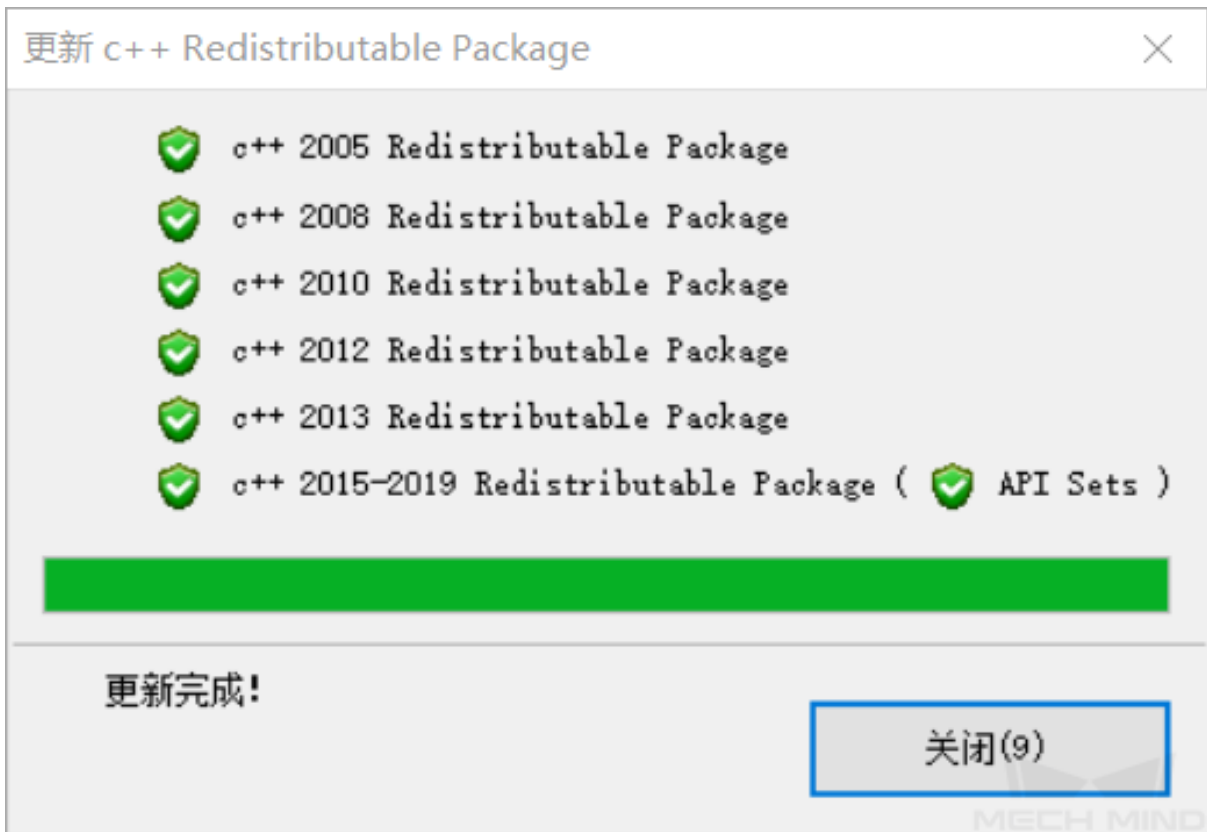 更新 c++ Redistributable Package
c++ 2005 Redistributable Package
c++ 2008 Redistributable Package
c++ 2010 Redistributable Package
c++ 2012 Redistributable Package
c++ 2013 Redistributable Package
c++ 2015-2019 Redistributable Package ( API Sets )
更新完成!
关闭(9)
MECH MIND